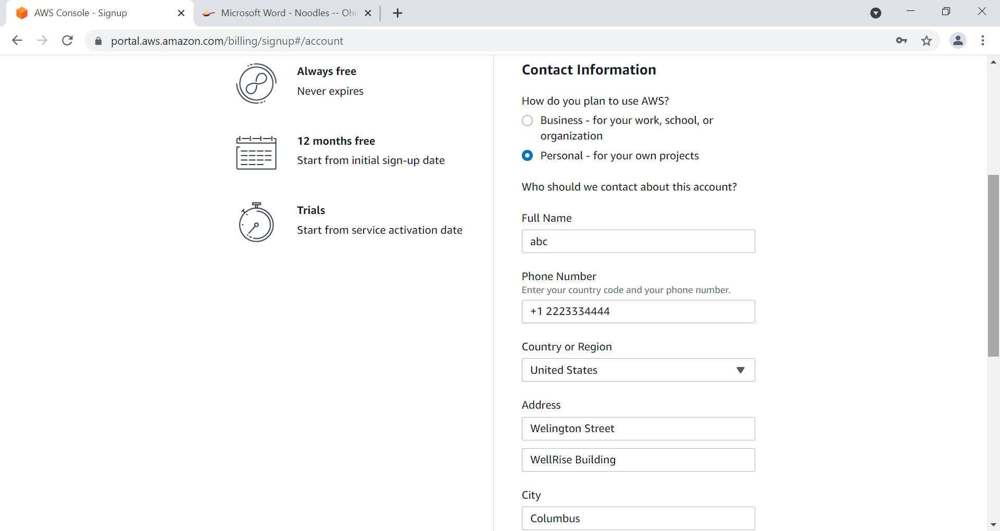 AWS Console - Signup
Microsoft Word - Noodles -- Ohi
portal.aws.amazon.com/billing/signup#/account
Always free
Never expires
12 months free
Start from initial sign-up date
Trials
Start from service activation date
Contact Information
How do you plan to use AWS?
Business - for your work, school, or
organization
Personal - for your own projects
Who should we contact about this account?
Full Name
abc
Phone Number
Enter your country code and your phone number.
+1 2223334444
Country or Region
United States
Address
Welington Street
WellRise Building
City
Columbus